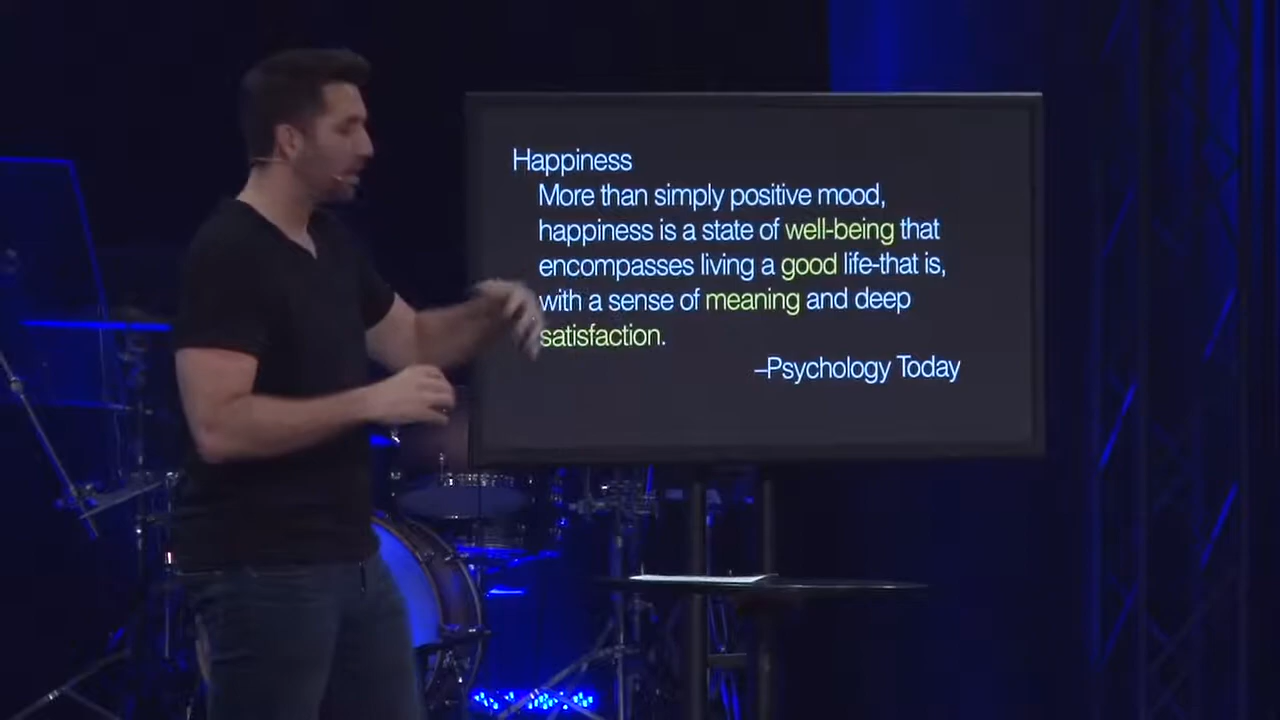 Happiness
More than simply positive mood,
happiness is a state of well-being that
encompasses living a good life-that is,
with a sense of meaning and deep
satisfaction.
–Psychology Today